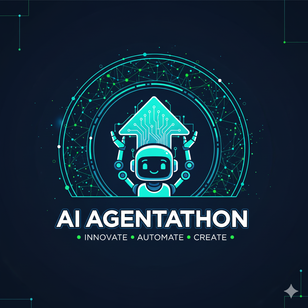 AI AGENTATHON
• INNOVATE • AUTOMATE • CREATE •